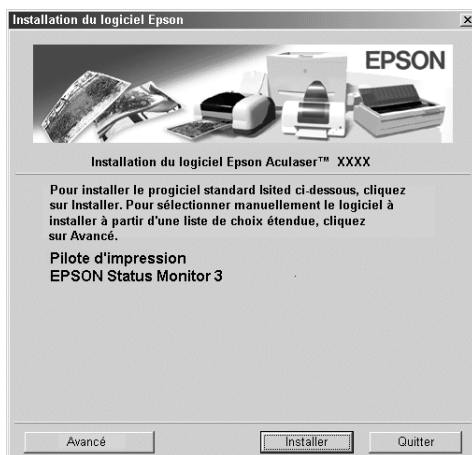 Installation du logiciel Epson
EPSON
Installation du logiciel Epson Aculaser™ XXXX
Pour installer le progiciel standard lsited ci-dessous, cliquez
sur Installer. Pour sélectionner manuellement le logiciel à
installer à partir d'une liste de choix étendue, cliquez
sur Avancé.
Pilote d'impression
EPSON Status Monitor 3
Avancé
Installer
Quitter